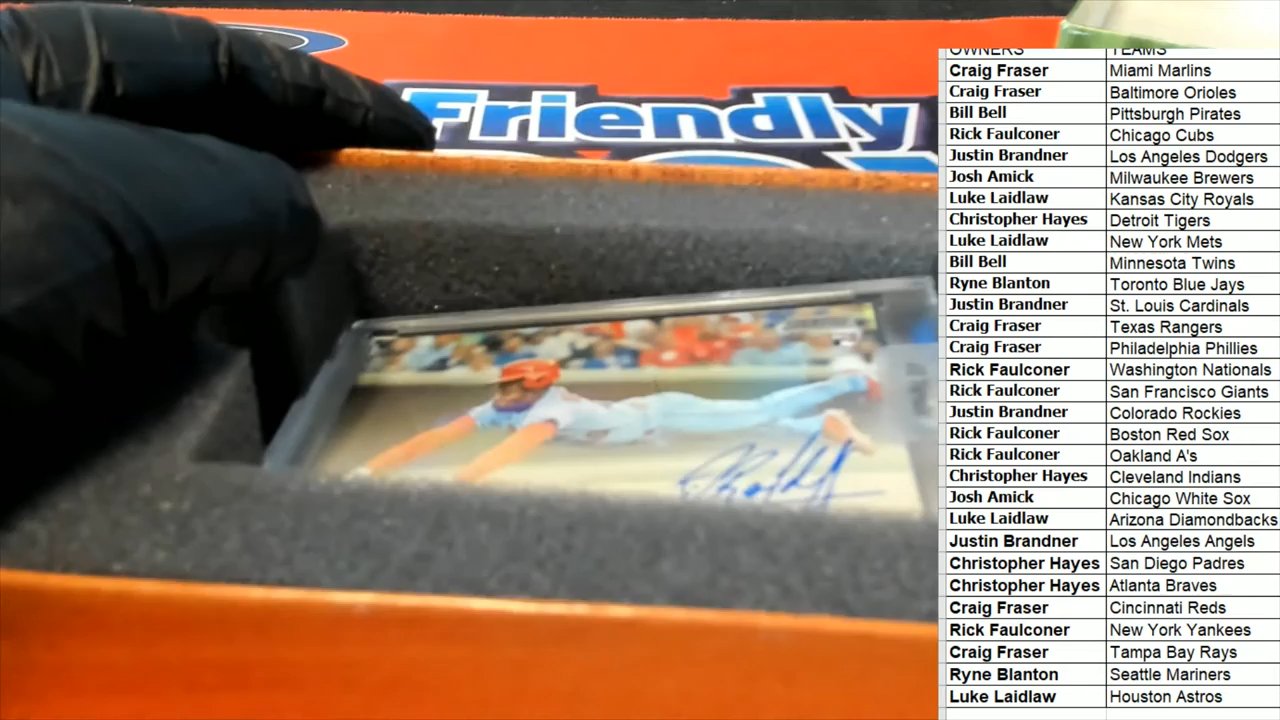 Friendly
OWNERS TEAMS
Craig Fraser Miami Marlins
Craig Fraser Baltimore Orioles
Bill Bell Pittsburgh Pirates
Rick Faulconer Chicago Cubs
Justin Brandner Los Angeles Dodgers
Josh Amick Milwaukee Brewers
Luke Laidlaw Kansas City Royals
Christopher Hayes Detroit Tigers
Luke Laidlaw New York Mets
Bill Bell Minnesota Twins
Ryne Blanton Toronto Blue Jays
Justin Brandner St. Louis Cardinals
Craig Fraser Texas Rangers
Craig Fraser Philadelphia Phillies
Rick Faulconer Washington Nationals
Rick Faulconer San Francisco Giants
Justin Brandner Colorado Rockies
Rick Faulconer Boston Red Sox
Rick Faulconer Oakland A's
Christopher Hayes Cleveland Indians
Josh Amick Chicago White Sox
Luke Laidlaw Arizona Diamondbacks
Justin Brandner Los Angeles Angels
Christopher Hayes San Diego Padres
Christopher Hayes Atlanta Braves
Craig Fraser Cincinnati Reds
Rick Faulconer New York Yankees
Craig Fraser Tampa Bay Rays
Ryne Blanton Seattle Mariners
Luke Laidlaw Houston Astros